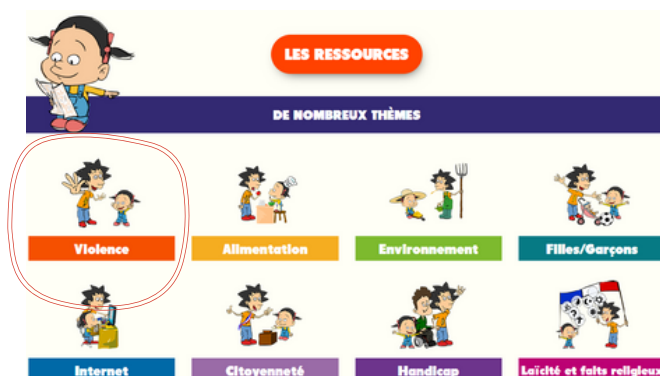 LES RESSOURCES
DE NOMBREUX THÈMES
Violence
Alimentation
Environnement
Filles/Garçons
Internet
Citoyenneté
Handicap
Laïcité et faits religieux